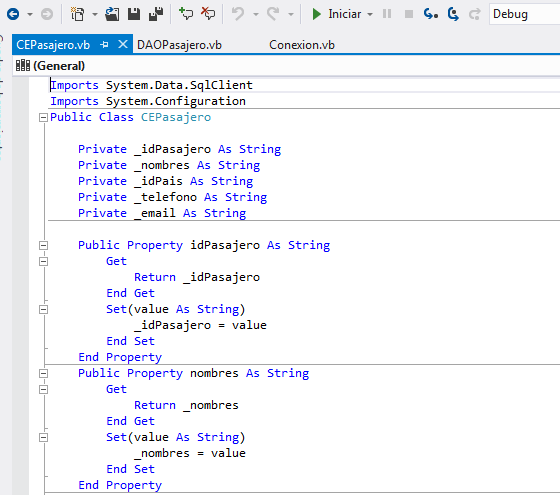 Iniciar
Debug
CEPasajero.vb
DAOPasajero.vb
Conexion.vb
(General)
Imports System.Data.SqlClient
Imports System.Configuration
Public Class CEPasajero
Private _idPasajero As String
Private _nombres As String
Private _idPais As String
Private _telefono As String
Private _email As String
Public Property idPasajero As String
Get
Return _idPasajero
End Get
Set(value As String)
_idPasajero = value
End Set
End Property
Public Property nombres As String
Get
Return _nombres
End Get
Set(value As String)
_nombres = value
End Set
End Property